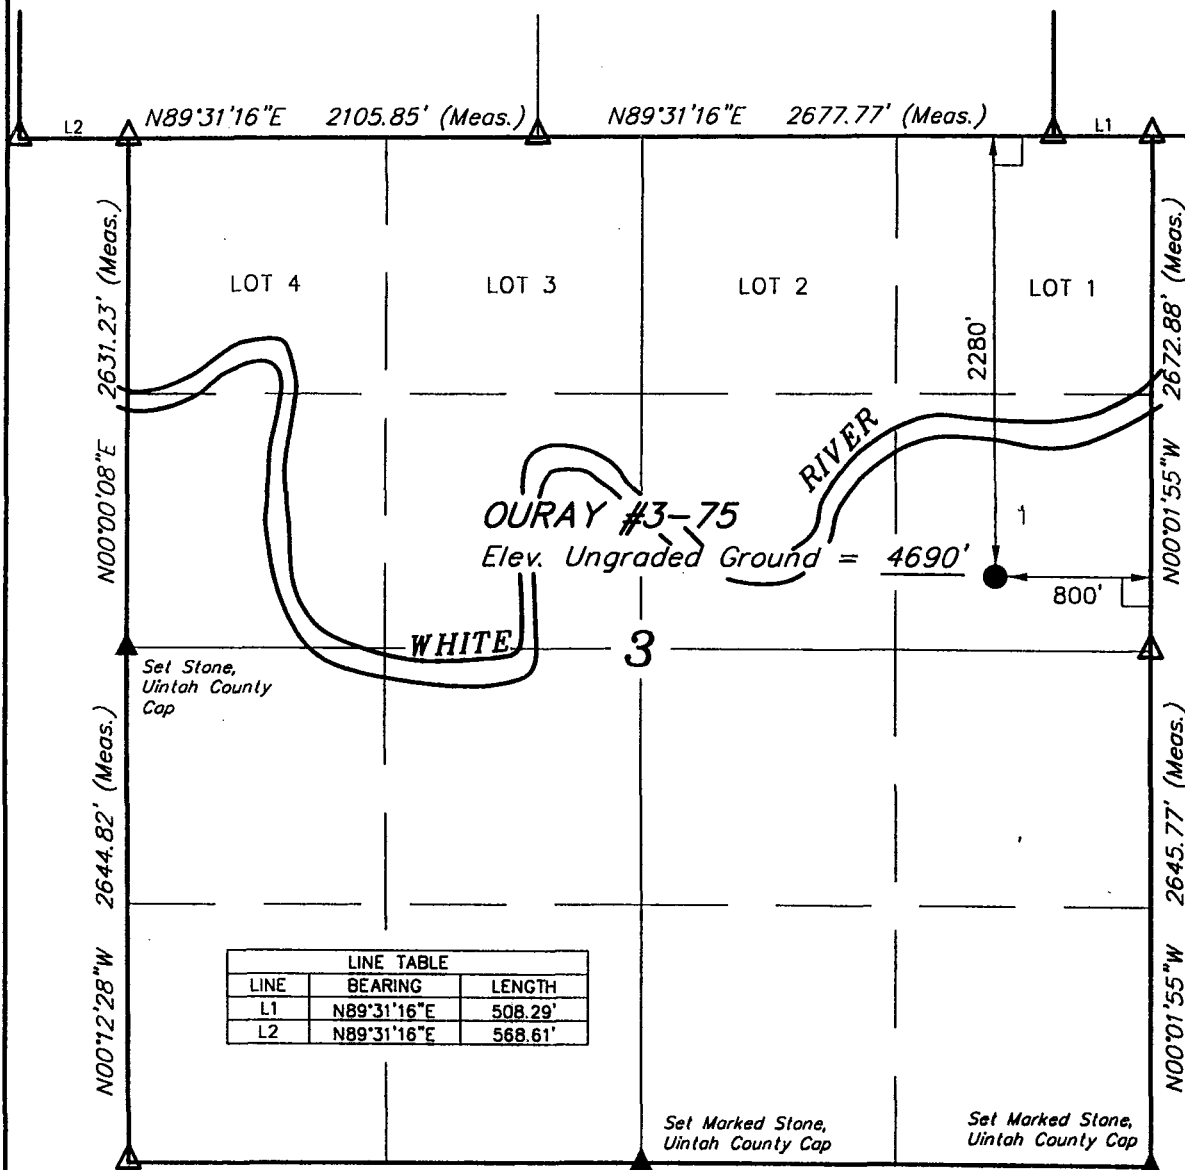 L2
N89°31'16"E 2105.85' (Meas.)
N89°31'16"E 2677.77' (Meas.)
L1
N00°00'08"E 2631.23' (Meas.)
N00°01'55"W 2672.88' (Meas.)
LOT 4
LOT 3
LOT 2
LOT 1
2280'
RIVER
OURAY #3-75
Elev. Ungraded Ground = 4690'
800'
WHITE
3
Set Stone,
Uintah County
Cap
N00°12'28"W 2644.82' (Meas.)
N00°01'55"W 2645.77' (Meas.)
LINE TABLE
LINE BEARING LENGTH
L1 N89°31'16"E 508.29'
L2 N89°31'16"E 568.61'
Set Marked Stone,
Uintah County Cap
Set Marked Stone,
Uintah County Cap